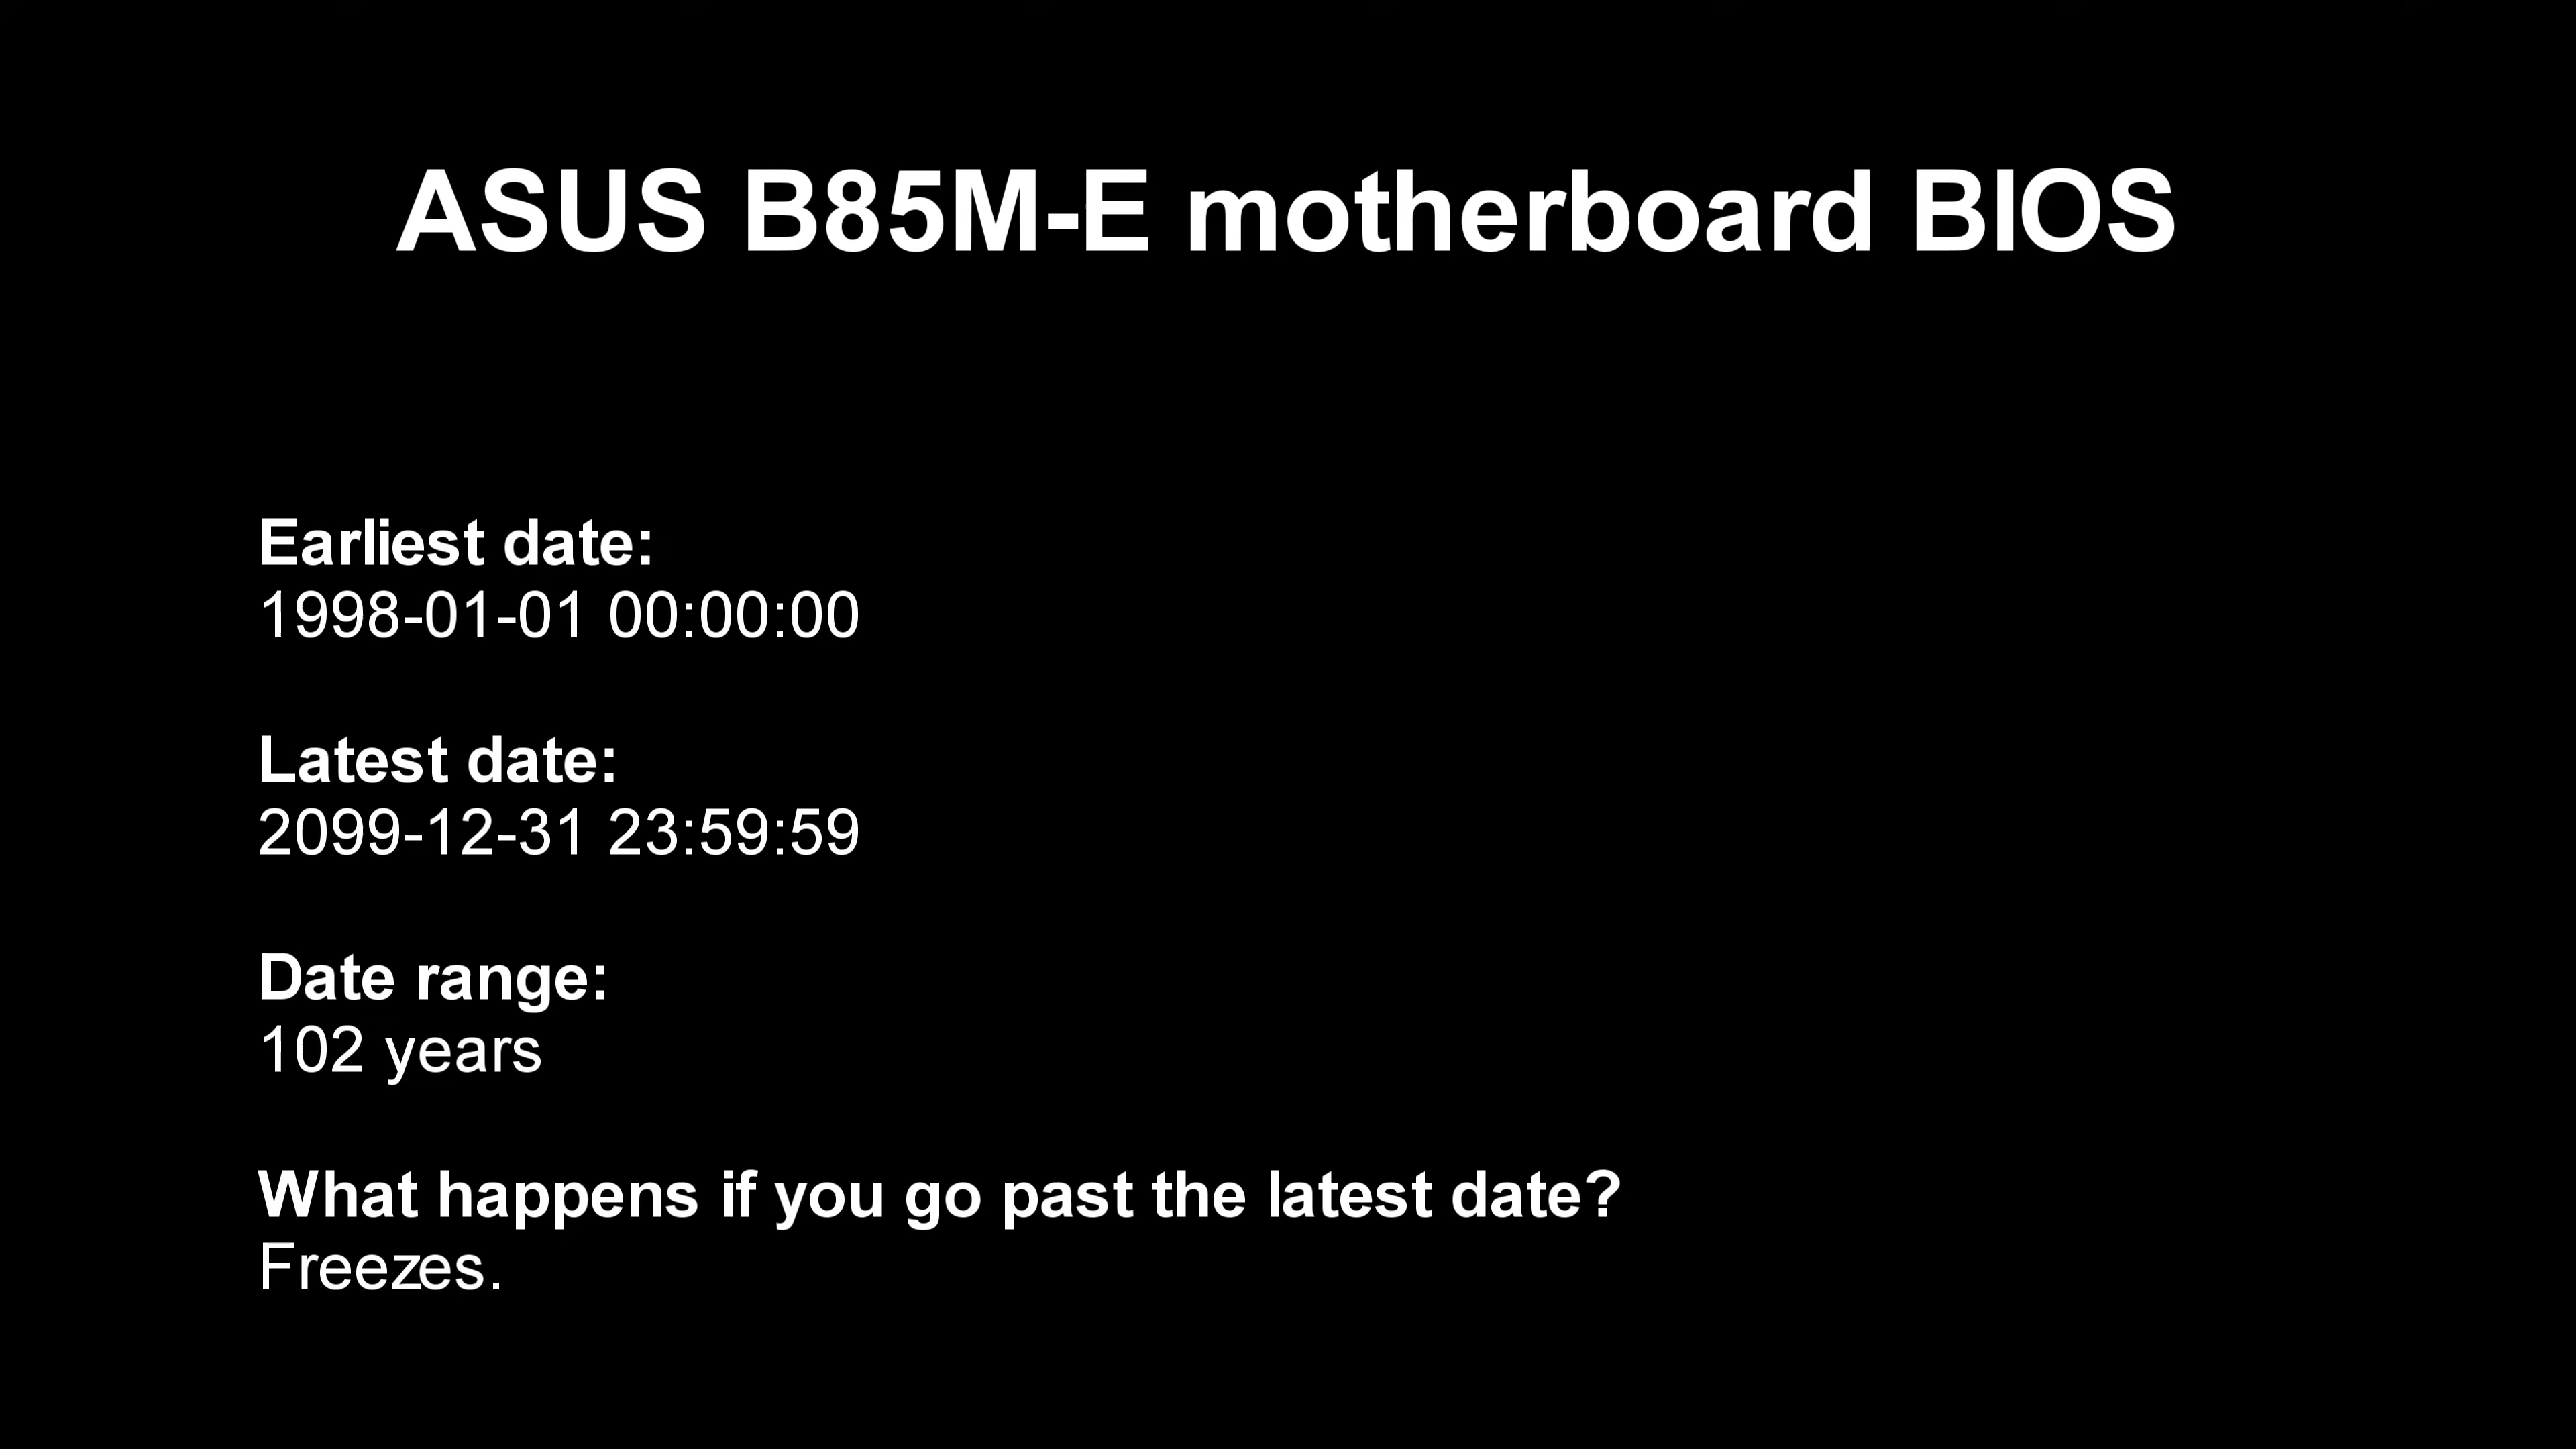 ASUS B85M-E motherboard BIOS
Earliest date:
1998-01-01 00:00:00
Latest date:
2099-12-31 23:59:59
Date range:
102 years
What happens if you go past the latest date?
Freezes.